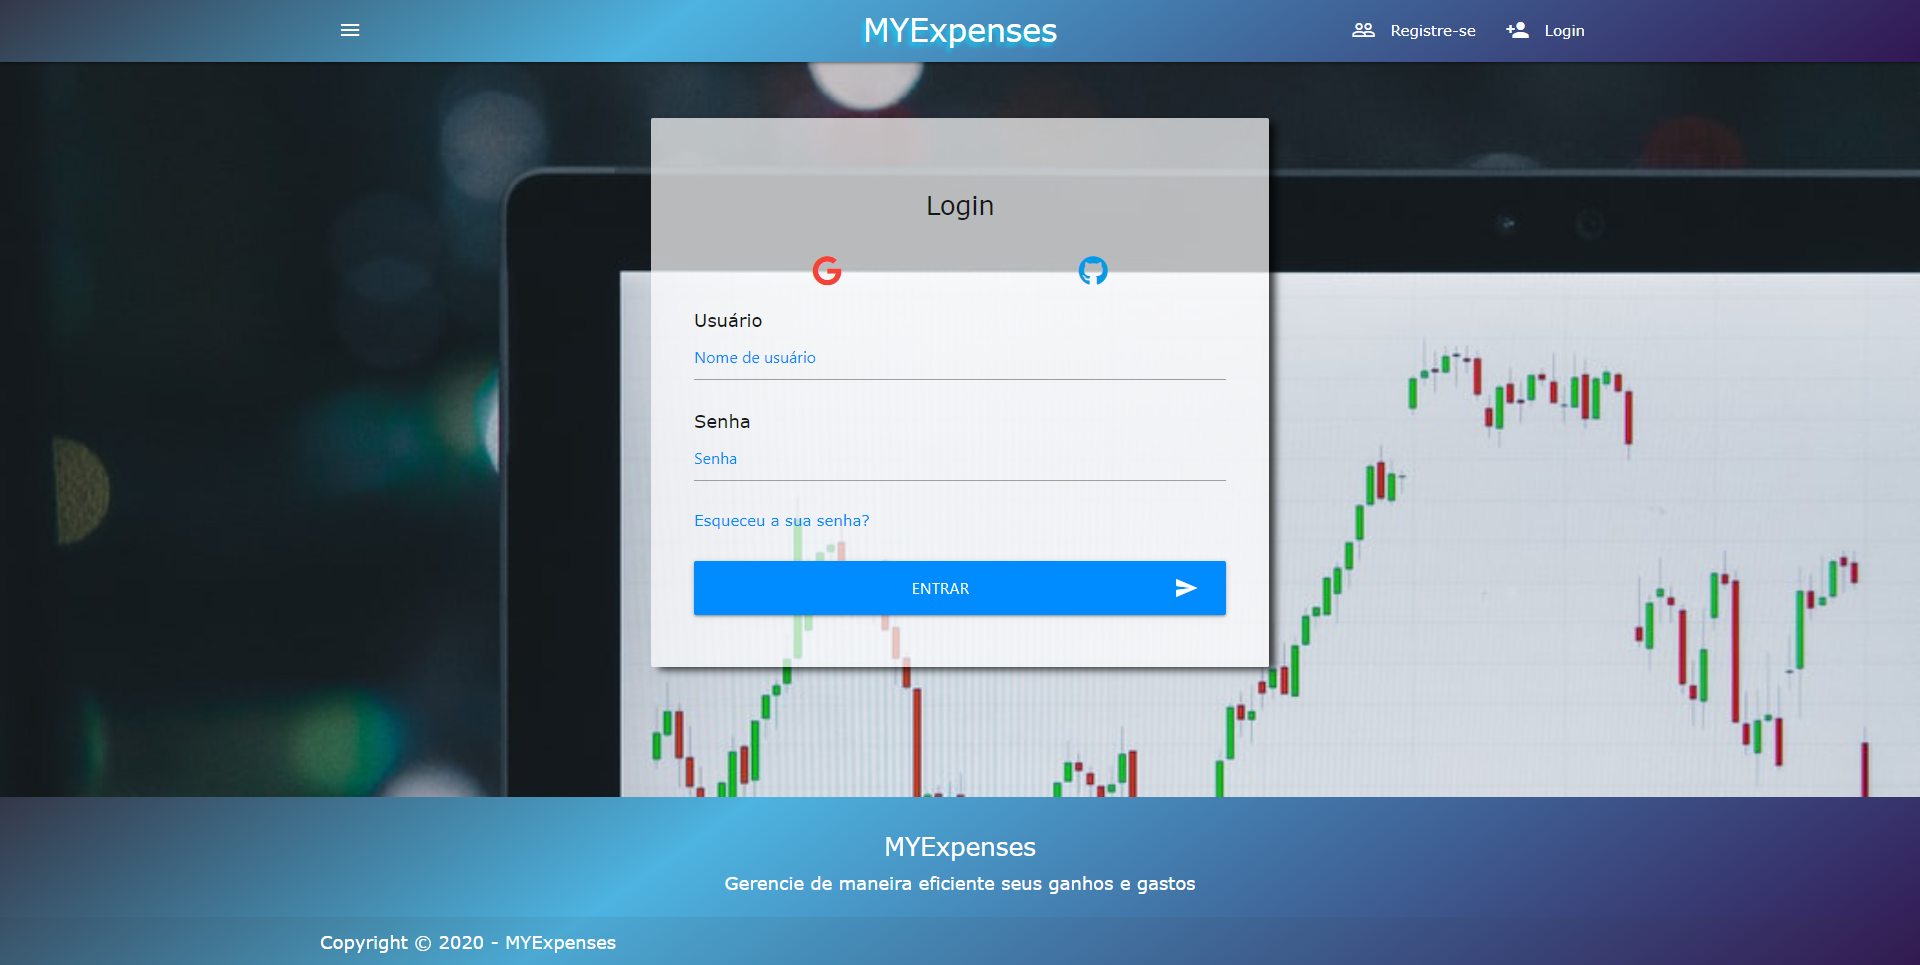 MYExpenses
Registre-se
Login
Login
Usuário
Nome de usuário
Senha
Senha
Esqueceu a sua senha?
ENTRAR
MYExpenses
Gerencie de maneira eficiente seus ganhos e gastos
Copyright © 2020 - MYExpenses